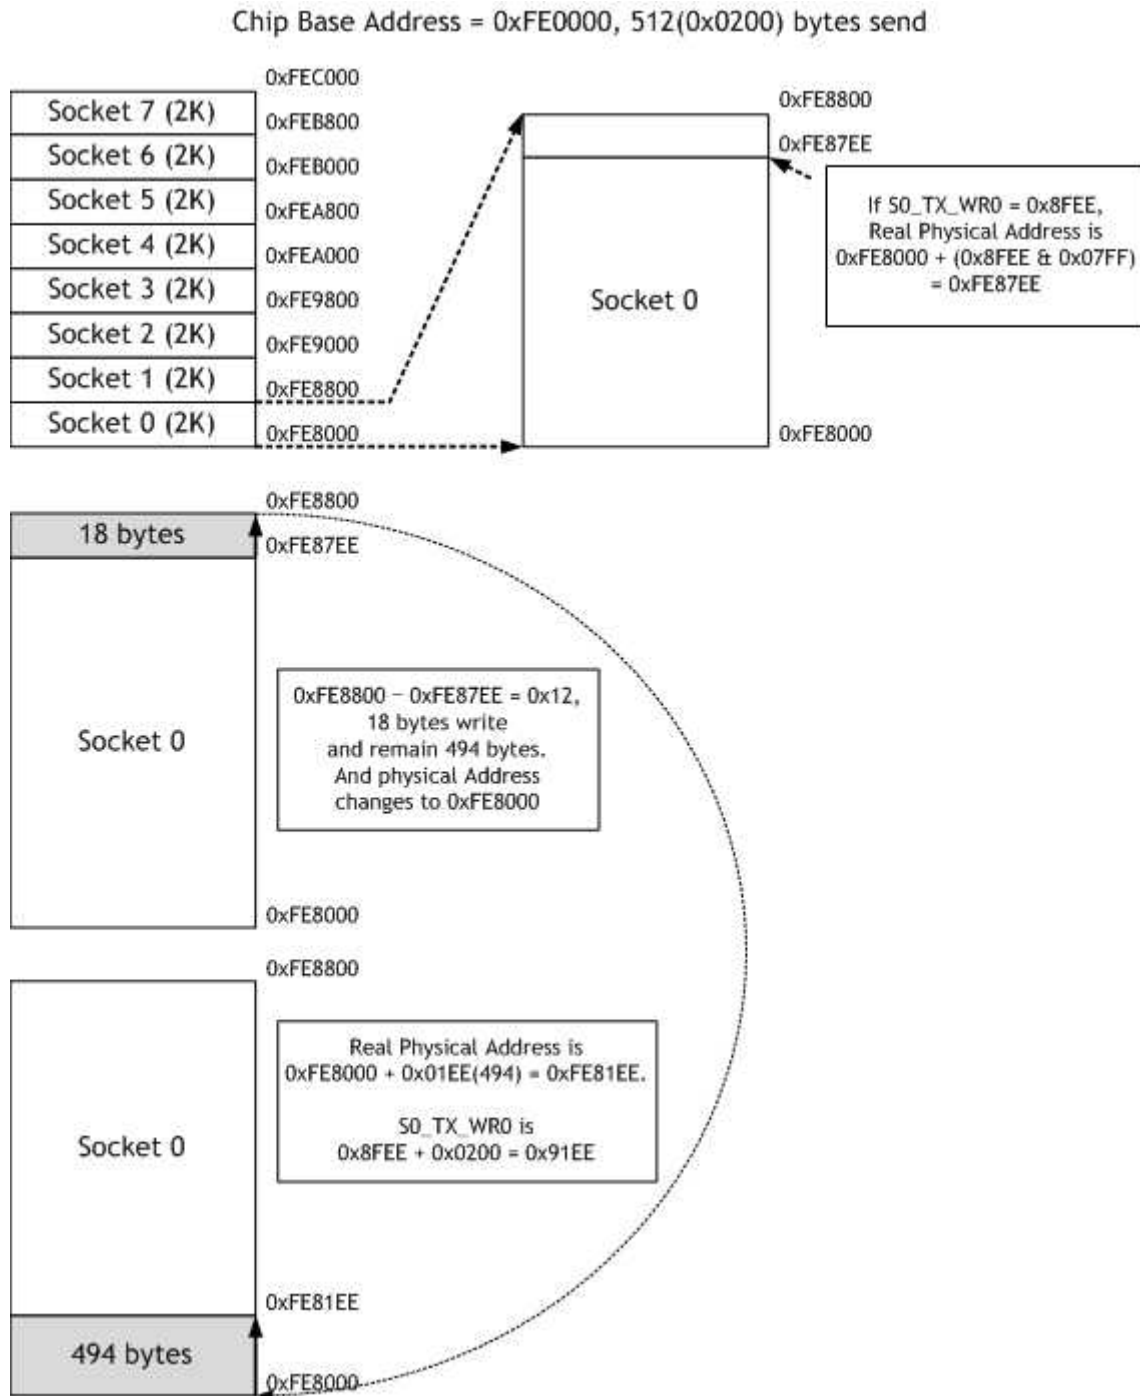 Chip Base Address = 0xFE0000, 512(0x0200) bytes send
0xFEC000
Socket 7 (2K)
0xFEB800
Socket 6 (2K)
0xFEB000
Socket 5 (2K)
0xFEA800
Socket 4 (2K)
0xFEA000
Socket 3 (2K)
0xFE9800
Socket 2 (2K)
0xFE9000
Socket 1 (2K)
0xFE8800
Socket 0 (2K)
0xFE8000
0xFE8800
0xFE87EE
Socket 0
0xFE8000
If S0_TX_WR0 = 0x8FEE,
Real Physical Address is
0xFE8000 + (0x8FEE & 0x07FF)
= 0xFE87EE
0xFE8800
18 bytes
0xFE87EE
Socket 0
0xFE8000
0xFE8800 – 0xFE87EE = 0x12,
18 bytes write
and remain 494 bytes.
And physical Address
changes to 0xFE8000
0xFE8800
Socket 0
Real Physical Address is
0xFE8000 + 0x01EE(494) = 0xFE81EE.
S0_TX_WR0 is
0x8FEE + 0x0200 = 0x91EE
0xFE81EE
494 bytes
0xFE8000